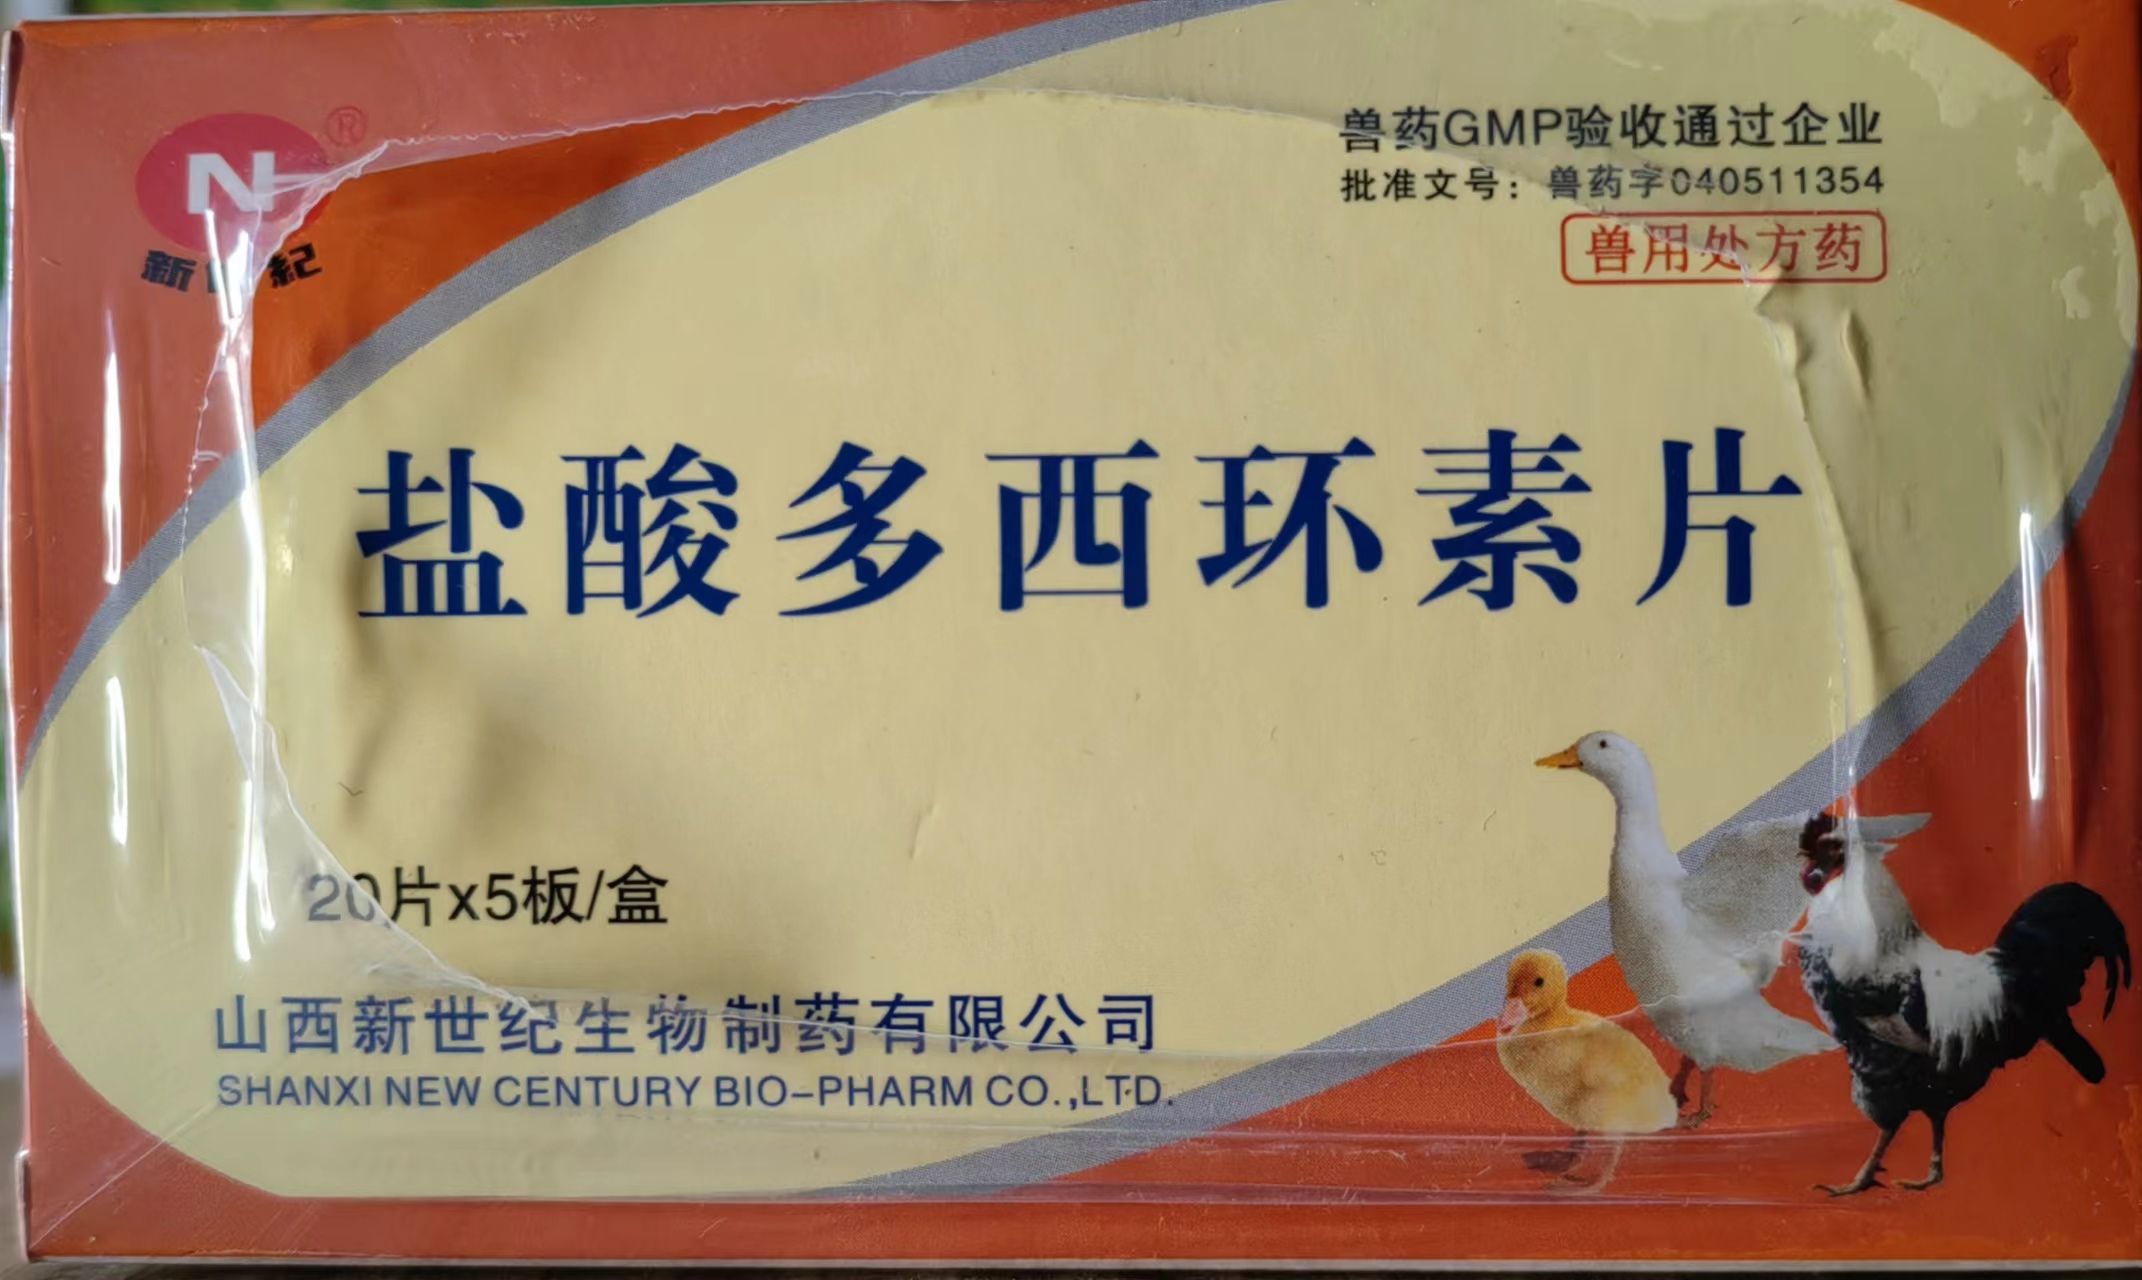 N ®
新世紀
兽药GMP验收通过企业
批准文号：兽药字040511354
兽用处方药
盐酸多西环素片
20片x5板/盒
山西新世纪生物制药有限公司
SHANXI NEW CENTURY BIO-PHARM CO.,LTD.